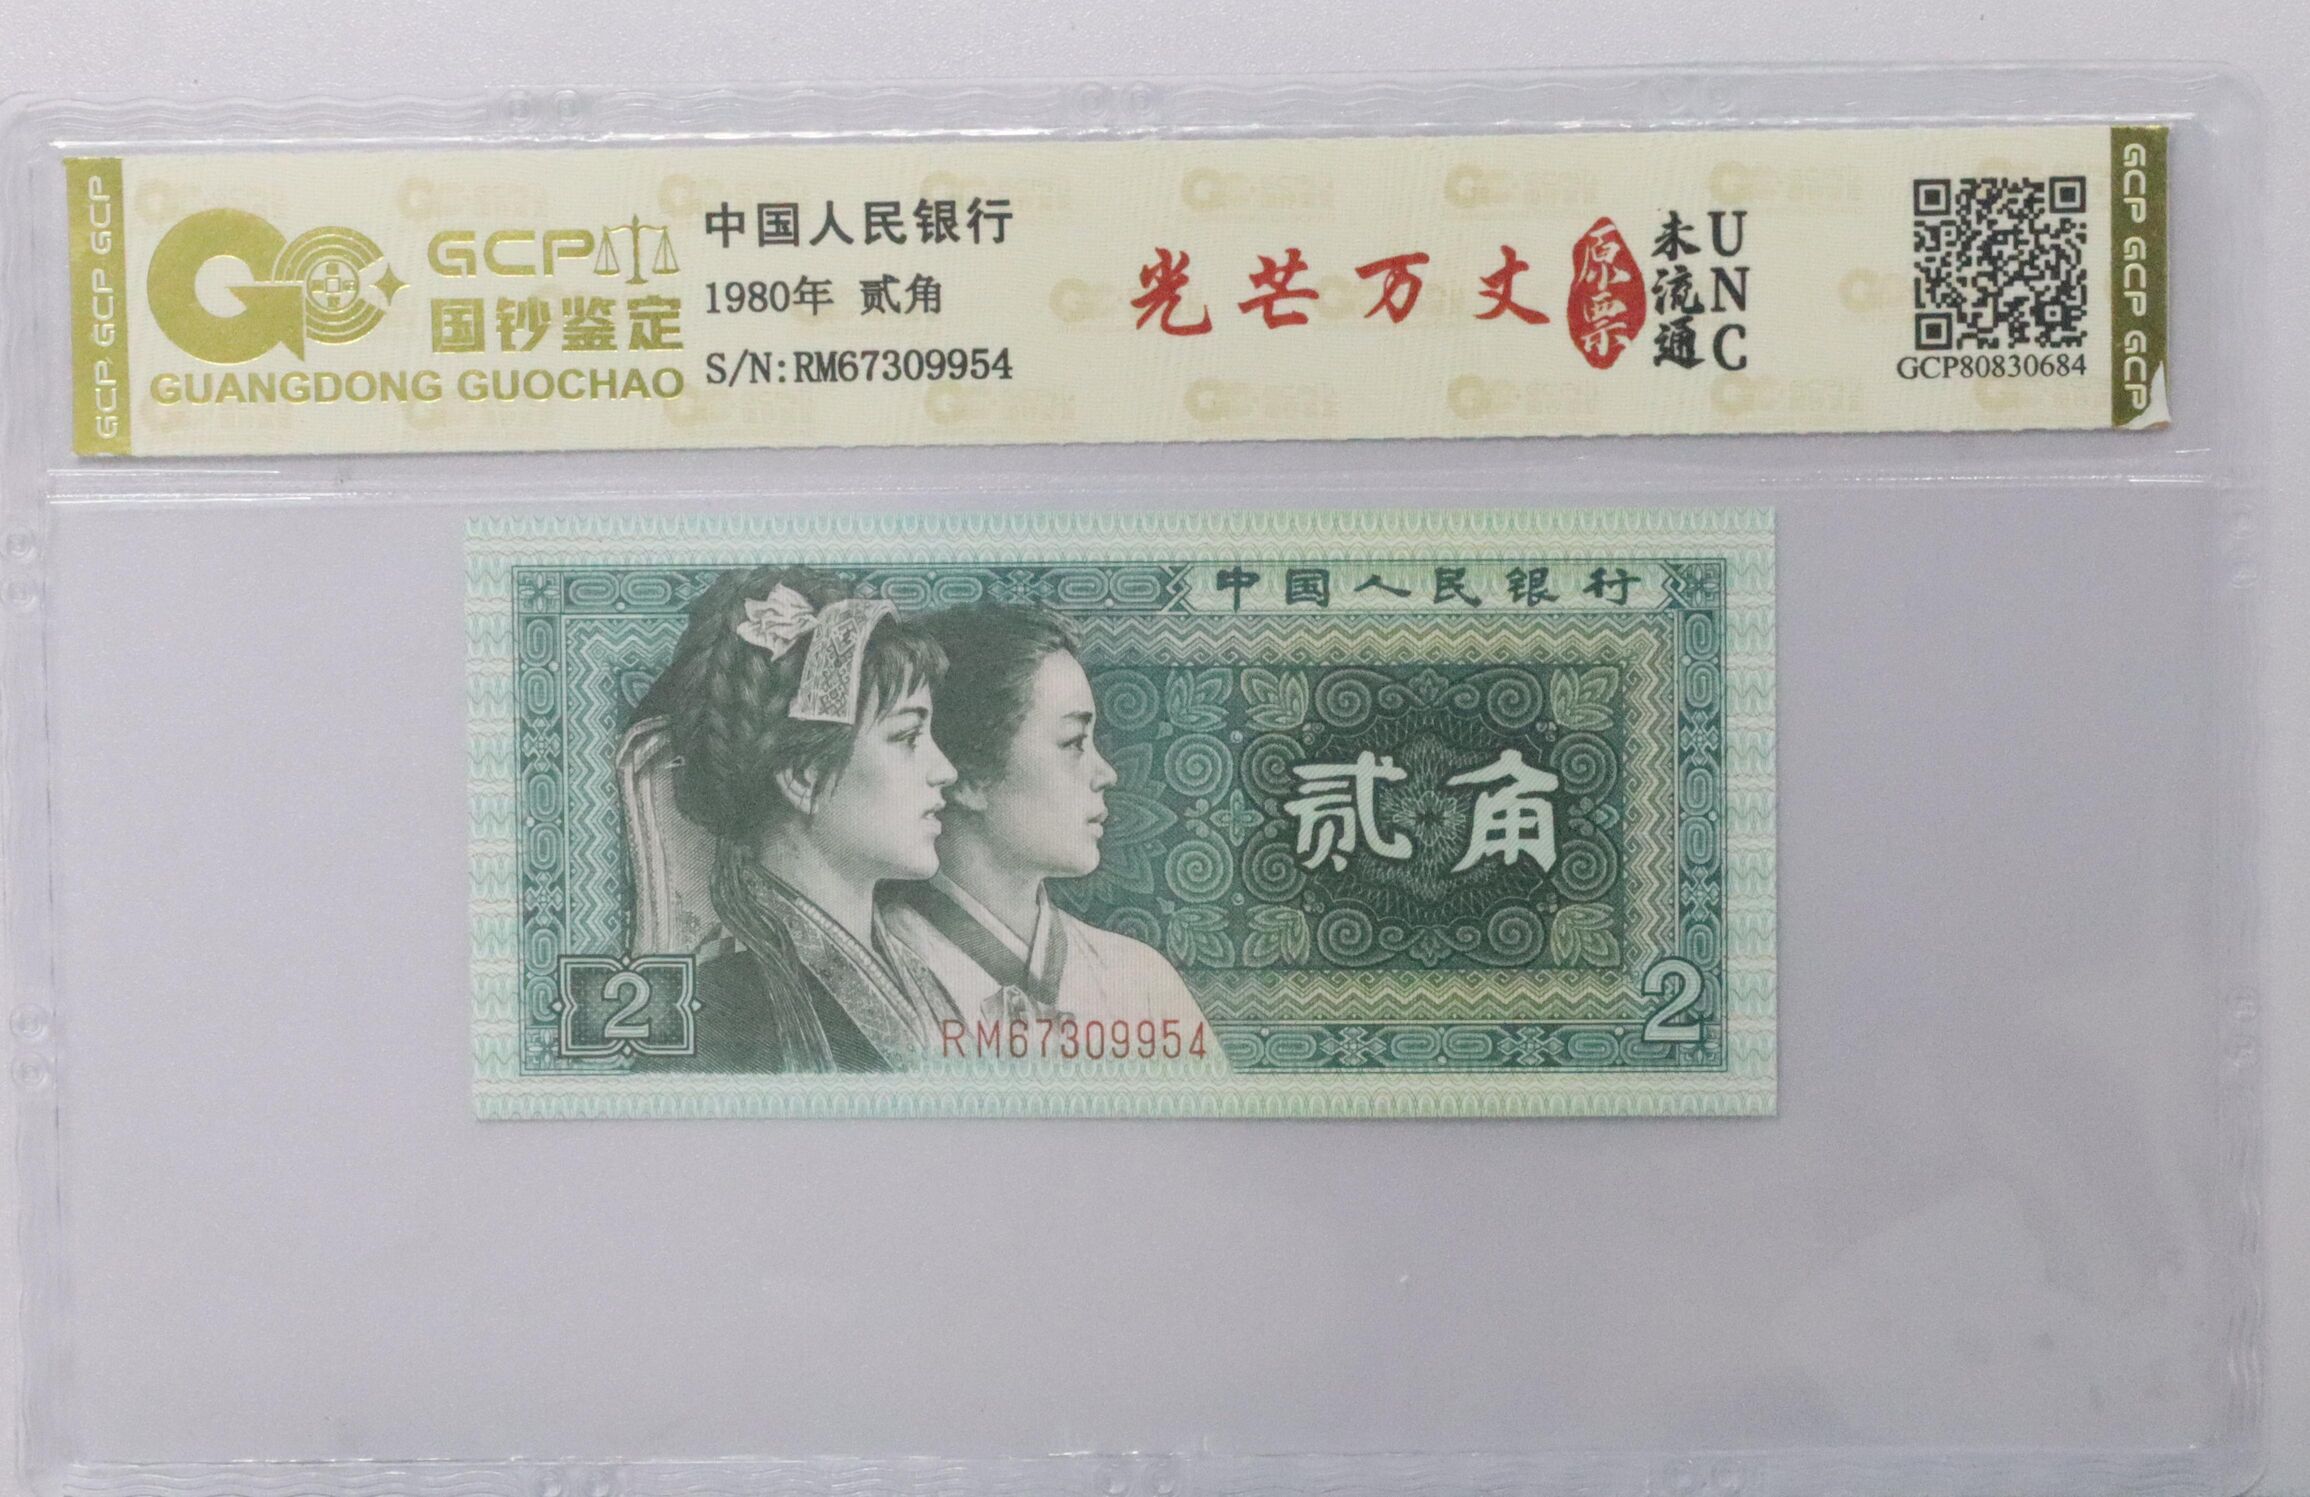 GCP GCP GCP
GCP
国钞鉴定
GUANGDONG GUOCHAO
中国人民银行
1980年 贰角
S/N:RM67309954
光芒万丈
原票
未流通
UNC
GCP80830684
GCP GCP GCP
中国人民银行
贰角
2
2
RM67309954